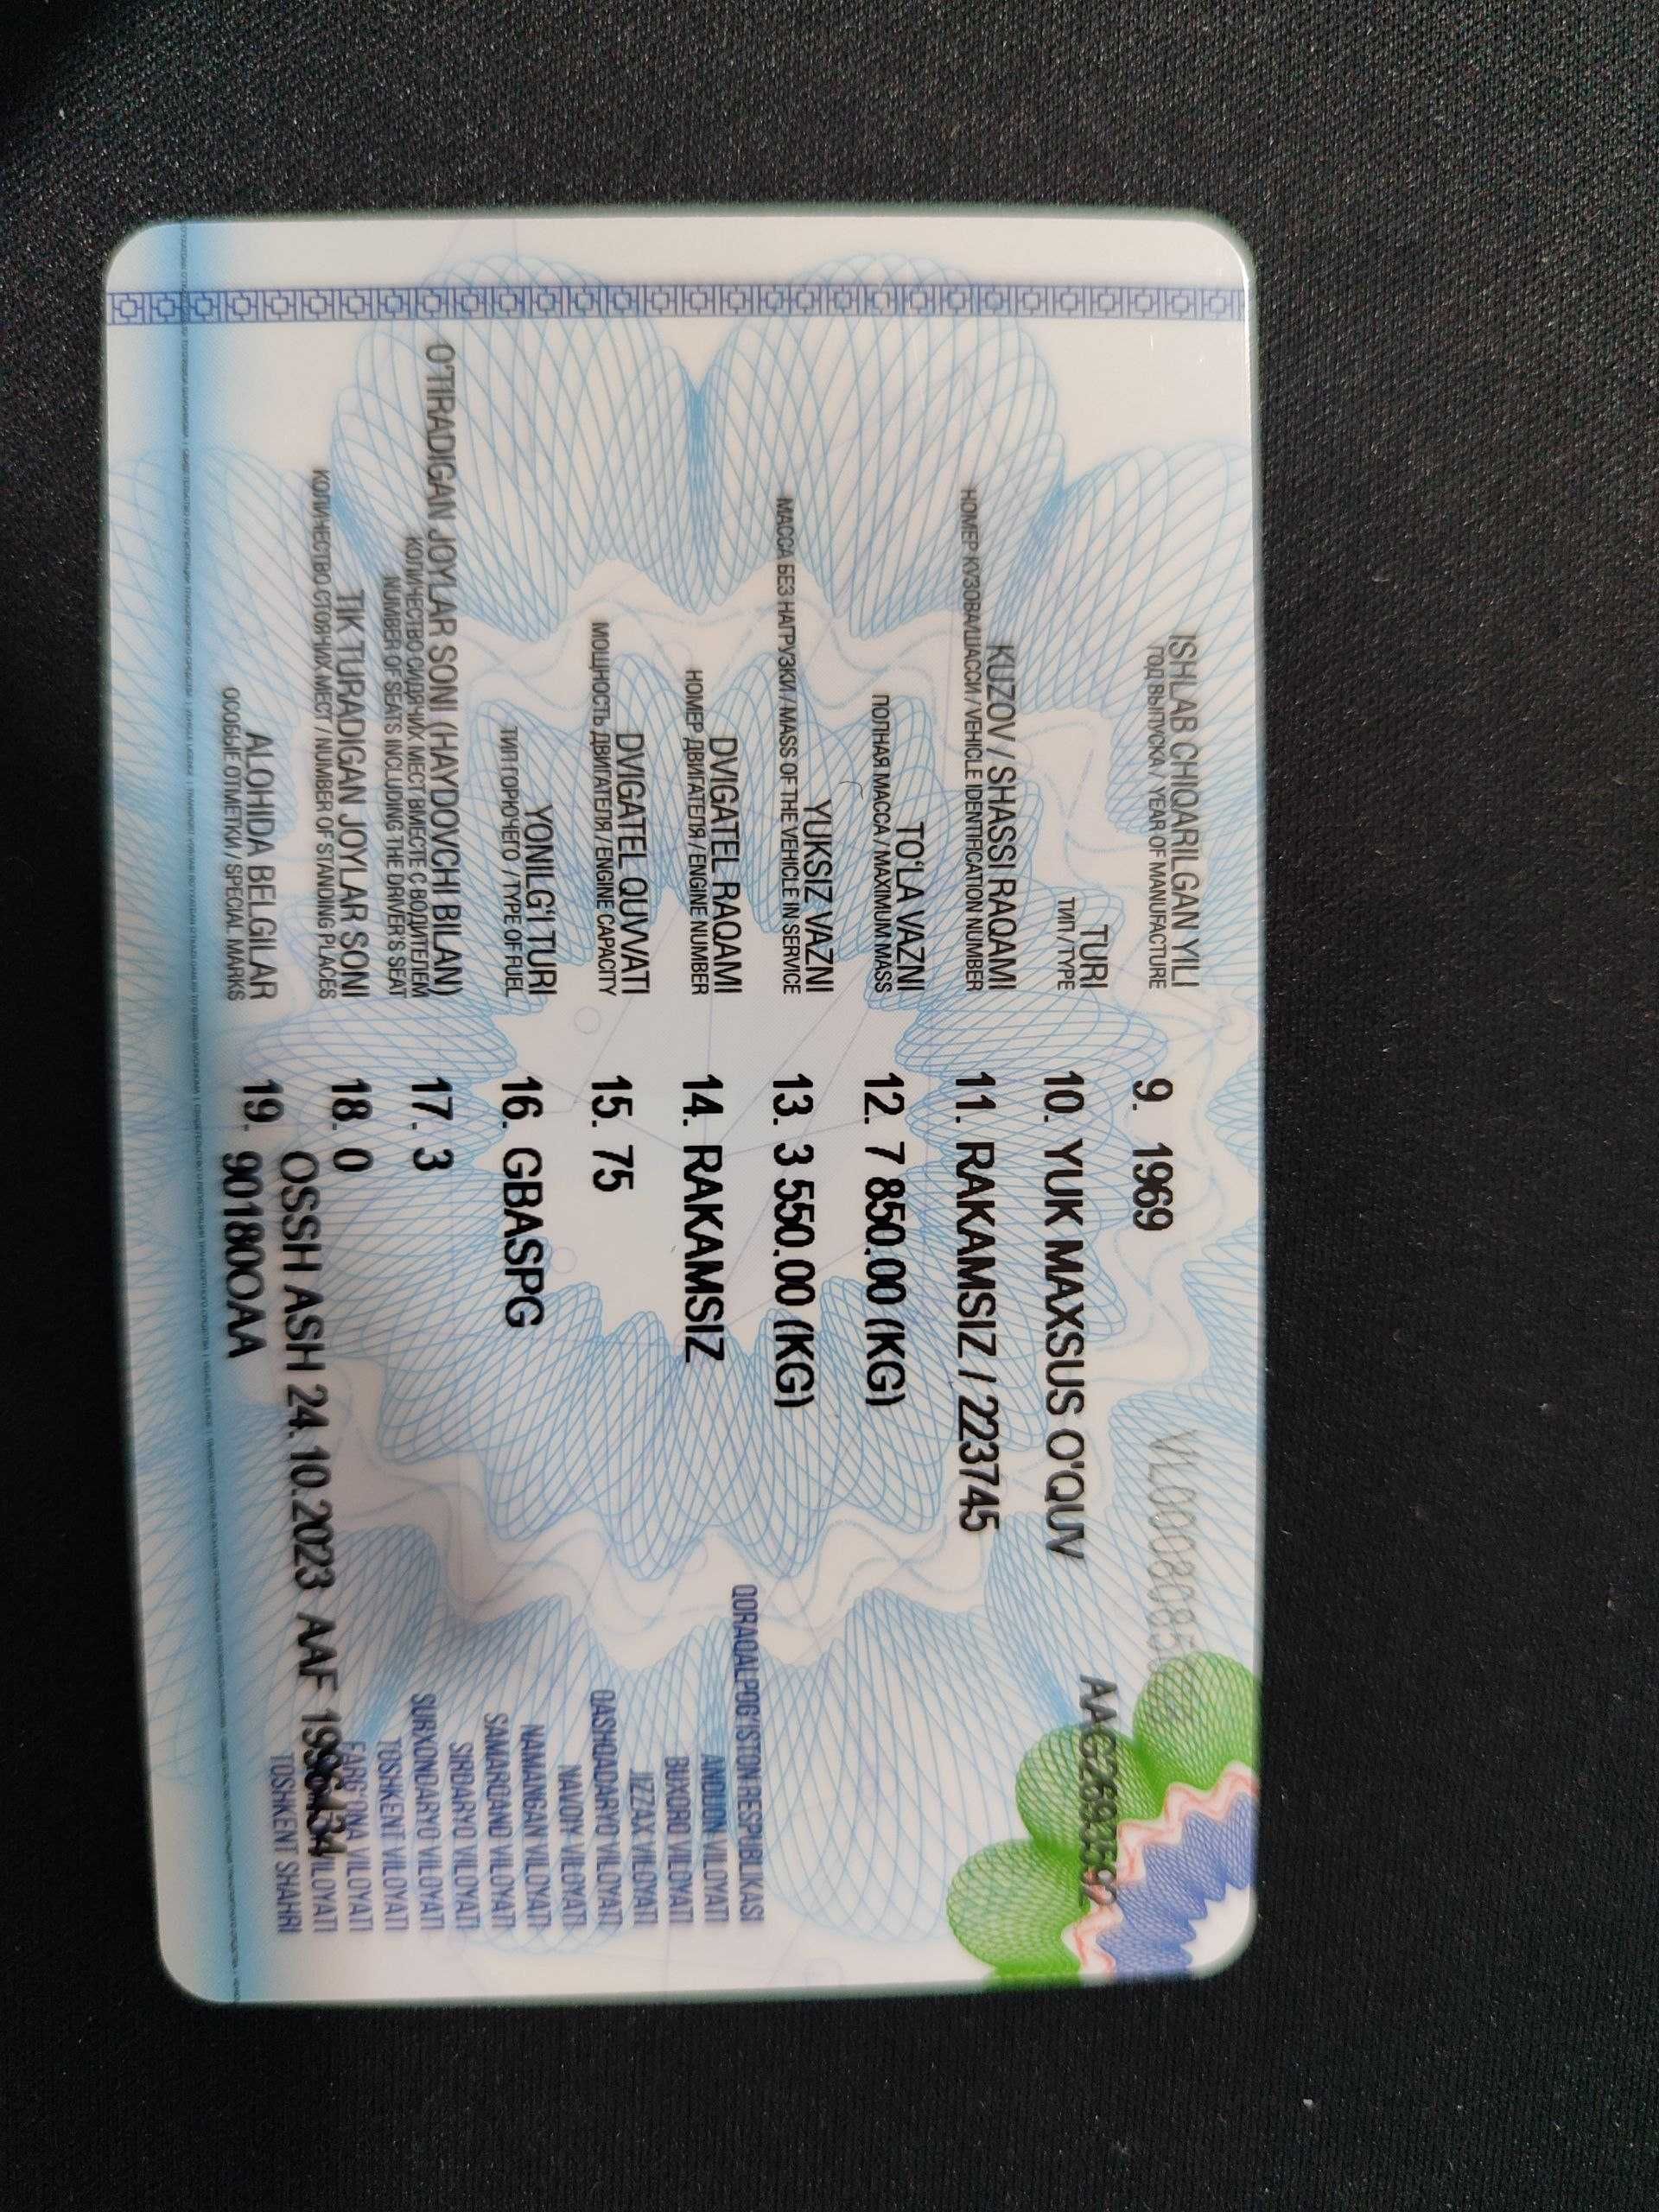 VL0008085
AAG2693592
ISHLAB CHIQARILGAN YILI 9. 1969
ГОД ВЫПУСКА / YEAR OF MANUFACTURE
TURI 10. YUK MAXSUS O'QUV
ТИП / TYPE
KUZOV / SHASSI RAQAMI 11. RAKAMSIZ / 223745
НОМЕР КУЗОВА/ШАССИ / VEHICLE IDENTIFICATION NUMBER
TO'LA VAZNI 12. 7 850.00 (KG)
ПОЛНАЯ МАССА / MAXIMUM MASS
YUKSIZ VAZNI 13. 3 550.00 (KG)
МАССА БЕЗ НАГРУЗКИ / MASS OF THE VEHICLE IN SERVICE
DVIGATEL RAQAMI 14. RAKAMSIZ
НОМЕР ДВИГАТЕЛЯ / ENGINE NUMBER
DVIGATEL QUVVATI 15. 75
МОЩНОСТЬ ДВИГАТЕЛЯ / ENGINE CAPACITY
YONILG'I TURI 16. GBASPG
ТИП ГОРЮЧЕГО / TYPE OF FUEL
O'TIRADIGAN JOYLAR SONI (HAYDOVCHI BILAN) 17. 3
КОЛИЧЕСТВО СИДЯЧИХ МЕСТ ВМЕСТЕ С ВОДИТЕЛЕМ
NUMBER OF SEATS INCLUDING THE DRIVER'S SEAT
TIK TURADIGAN JOYLAR SONI 18. 0
КОЛИЧЕСТВО СТОЯЧИХ МЕСТ / NUMBER OF STANDING PLACES
OSSH ASH 24.10.2023 AAF
ALOHIDA BELGILAR 19. 90180OAA
ОСОБЫЕ ОТМЕТКИ / SPECIAL MARKS
QORAQALPOG'ISTON RESPUBLIKASI
ANDIJON VILOYATI
BUXORO VILOYATI
JIZZAX VILOYATI
QASHQADARYO VILOYATI
NAVOIY VILOYATI
NAMANGAN VILOYATI
SAMARQAND VILOYATI
SIRDARYO VILOYATI
SURXONDARYO VILOYATI
TOSHKENT VILOYATI
FARG'ONA VILOYATI
VILOYATI
TOSHKENT SHAHRI